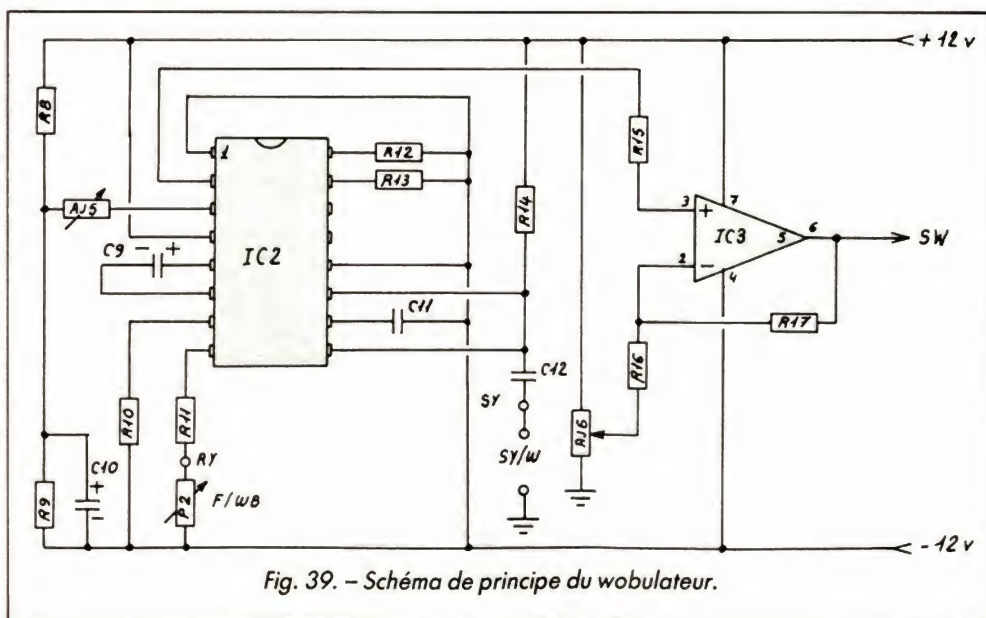 + 12 v
R8
R15
1
R12
R13
R14
AJ5
3
+
7
IC3
5
6
SW
2
-
4
C9 - +
IC2
C11
R17
R16
C12
SY
R10
R11
AJ6
C10
+
-
RY
SY/W
R9
P2
F/WB
- 12 v
Fig. 39. – Schéma de principe du wobulateur.